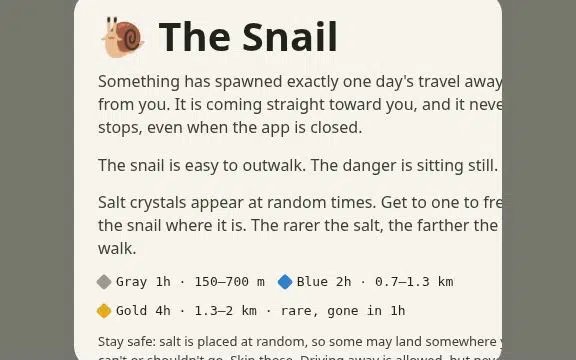 The Snail
Something has spawned exactly one day's travel away
from you. It is coming straight toward you, and it neve
stops, even when the app is closed.
The snail is easy to outwalk. The danger is sitting still.
Salt crystals appear at random times. Get to one to fre
the snail where it is. The rarer the salt, the farther the
walk.
Gray 1h · 150–700 m Blue 2h · 0.7–1.3 km
Gold 4h · 1.3–2 km · rare, gone in 1h
Stay safe: salt is placed at random, so some may land somewhere y
can't or shouldn't go. Skip those. Driving away is allowed, but neve